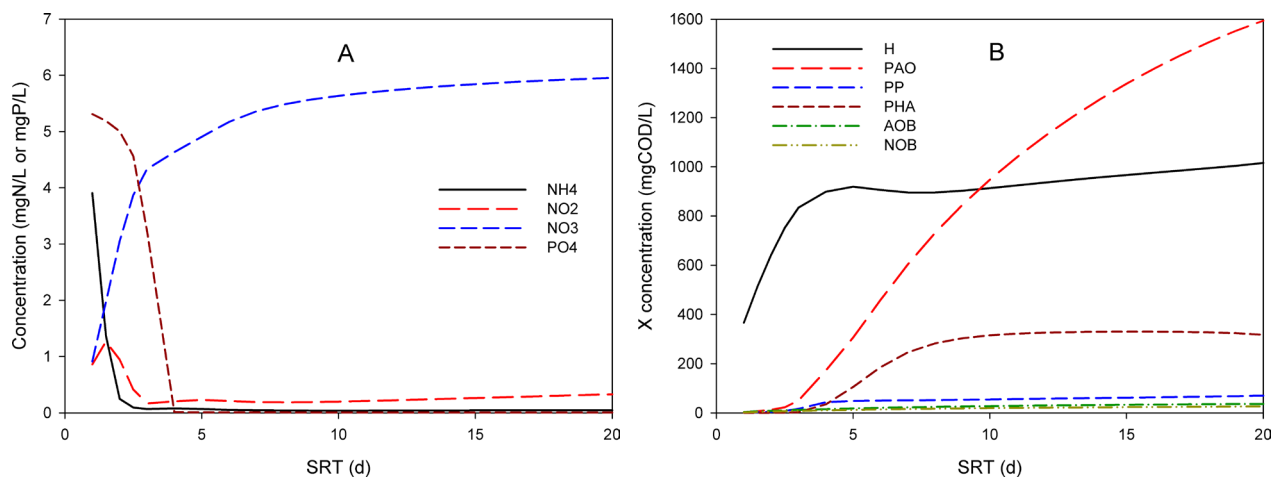 A
Concentration (mgN/L or mgP/L)
7
6
5
4
3
2
1
0
NH4
NO2
NO3
PO4
0 5 10 15 20
SRT (d)
B
X concentration (mgCOD/L)
1600
1400
1200
1000
800
600
400
200
0
H
PAO
PP
PHA
AOB
NOB
0 5 10 15 20
SRT (d)